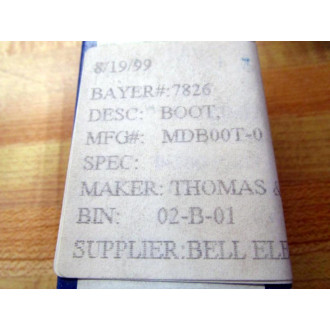 8/19/99
BAYER#:7826
DESC: BOOT,
MFG#: MDB00T-0
SPEC:
MAKER: THOMAS &
BIN: 02-B-01
SUPPLIER:BELL ELE